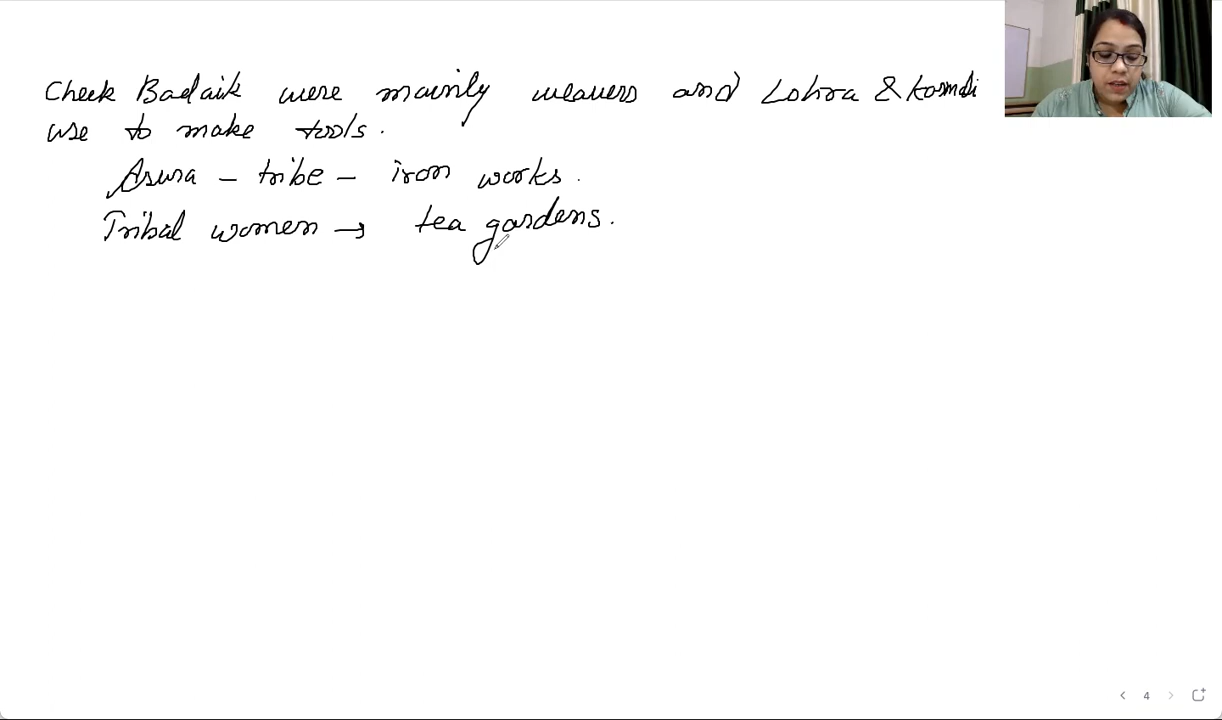 Cheek Badaik were mainly weavers and Lohra & Karmali
use to make tools.
Asura – tribe – iron works.
Tribal women → tea gardens.
4